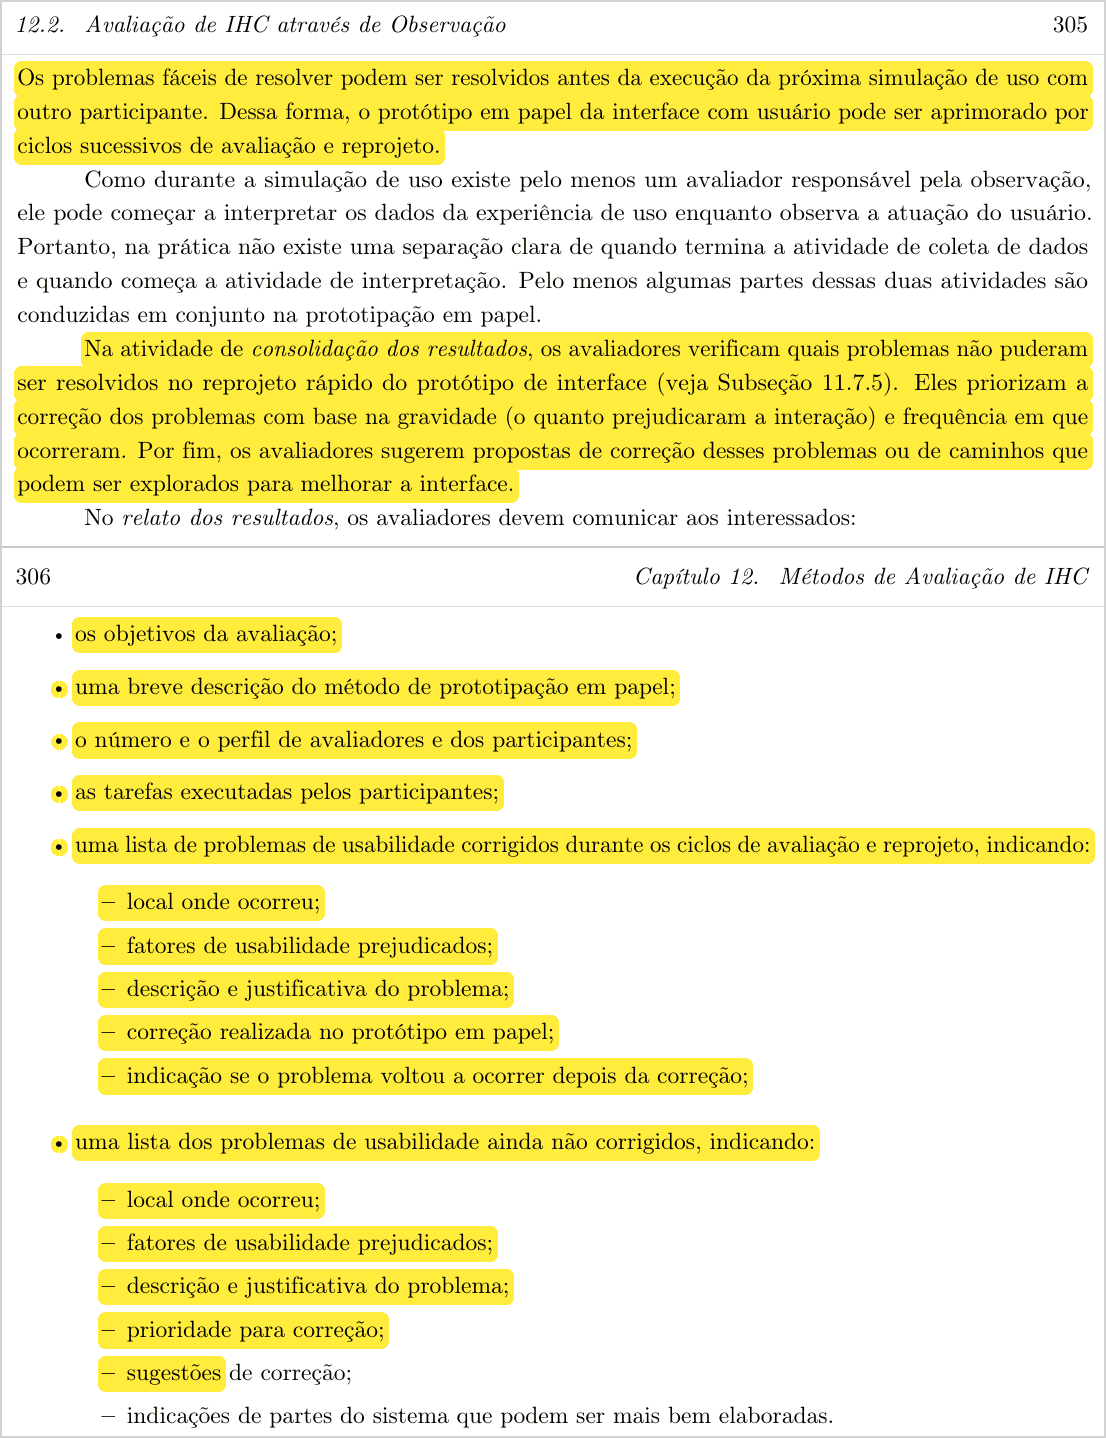 12.2. Avaliação de IHC através de Observação 305
Os problemas fáceis de resolver podem ser resolvidos antes da execução da próxima simulação de uso com
outro participante. Dessa forma, o protótipo em papel da interface com usuário pode ser aprimorado por
ciclos sucessivos de avaliação e reprojeto.
Como durante a simulação de uso existe pelo menos um avaliador responsável pela observação,
ele pode começar a interpretar os dados da experiência de uso enquanto observa a atuação do usuário.
Portanto, na prática não existe uma separação clara de quando termina a atividade de coleta de dados
e quando começa a atividade de interpretação. Pelo menos algumas partes dessas duas atividades são
conduzidas em conjunto na prototipação em papel.
Na atividade de consolidação dos resultados, os avaliadores verificam quais problemas não puderam
ser resolvidos no reprojeto rápido do protótipo de interface (veja Subseção 11.7.5). Eles priorizam a
correção dos problemas com base na gravidade (o quanto prejudicaram a interação) e frequência em que
ocorreram. Por fim, os avaliadores sugerem propostas de correção desses problemas ou de caminhos que
podem ser explorados para melhorar a interface.
No relato dos resultados, os avaliadores devem comunicar aos interessados:
306 Capítulo 12. Métodos de Avaliação de IHC
• os objetivos da avaliação;
• uma breve descrição do método de prototipação em papel;
• o número e o perfil de avaliadores e dos participantes;
• as tarefas executadas pelos participantes;
• uma lista de problemas de usabilidade corrigidos durante os ciclos de avaliação e reprojeto, indicando:
– local onde ocorreu;
– fatores de usabilidade prejudicados;
– descrição e justificativa do problema;
– correção realizada no protótipo em papel;
– indicação se o problema voltou a ocorrer depois da correção;
• uma lista dos problemas de usabilidade ainda não corrigidos, indicando:
– local onde ocorreu;
– fatores de usabilidade prejudicados;
– descrição e justificativa do problema;
– prioridade para correção;
– sugestões de correção;
– indicações de partes do sistema que podem ser mais bem elaboradas.